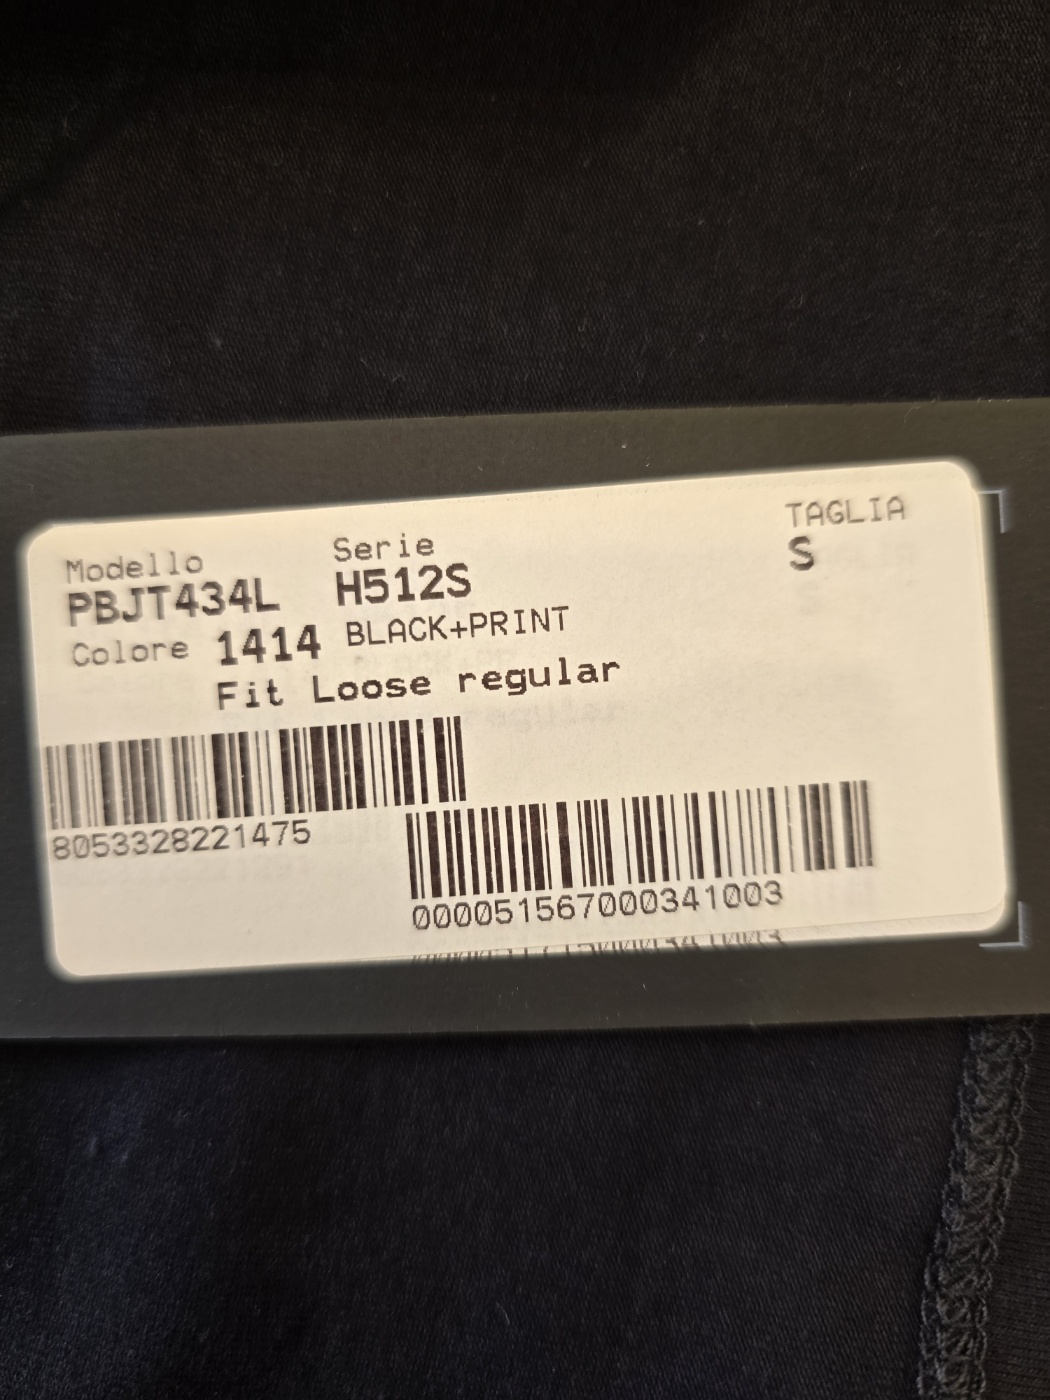 Modello Serie TAGLIA
PBJT434L H512S S
Colore 1414 BLACK+PRINT
Fit Loose regular
8053328221475
000051567000341003